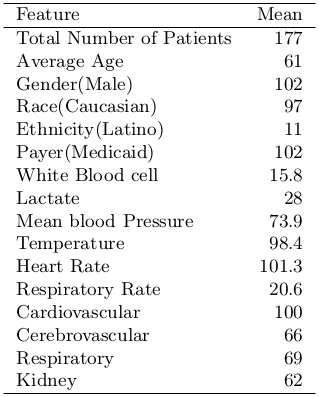 Feature Mean
Total Number of Patients 177
Average Age 61
Gender(Male) 102
Race(Caucasian) 97
Ethnicity(Latino) 11
Payer(Medicaid) 102
White Blood cell 15.8
Lactate 28
Mean blood Pressure 73.9
Temperature 98.4
Heart Rate 101.3
Respiratory Rate 20.6
Cardiovascular 100
Cerebrovascular 66
Respiratory 69
Kidney 62